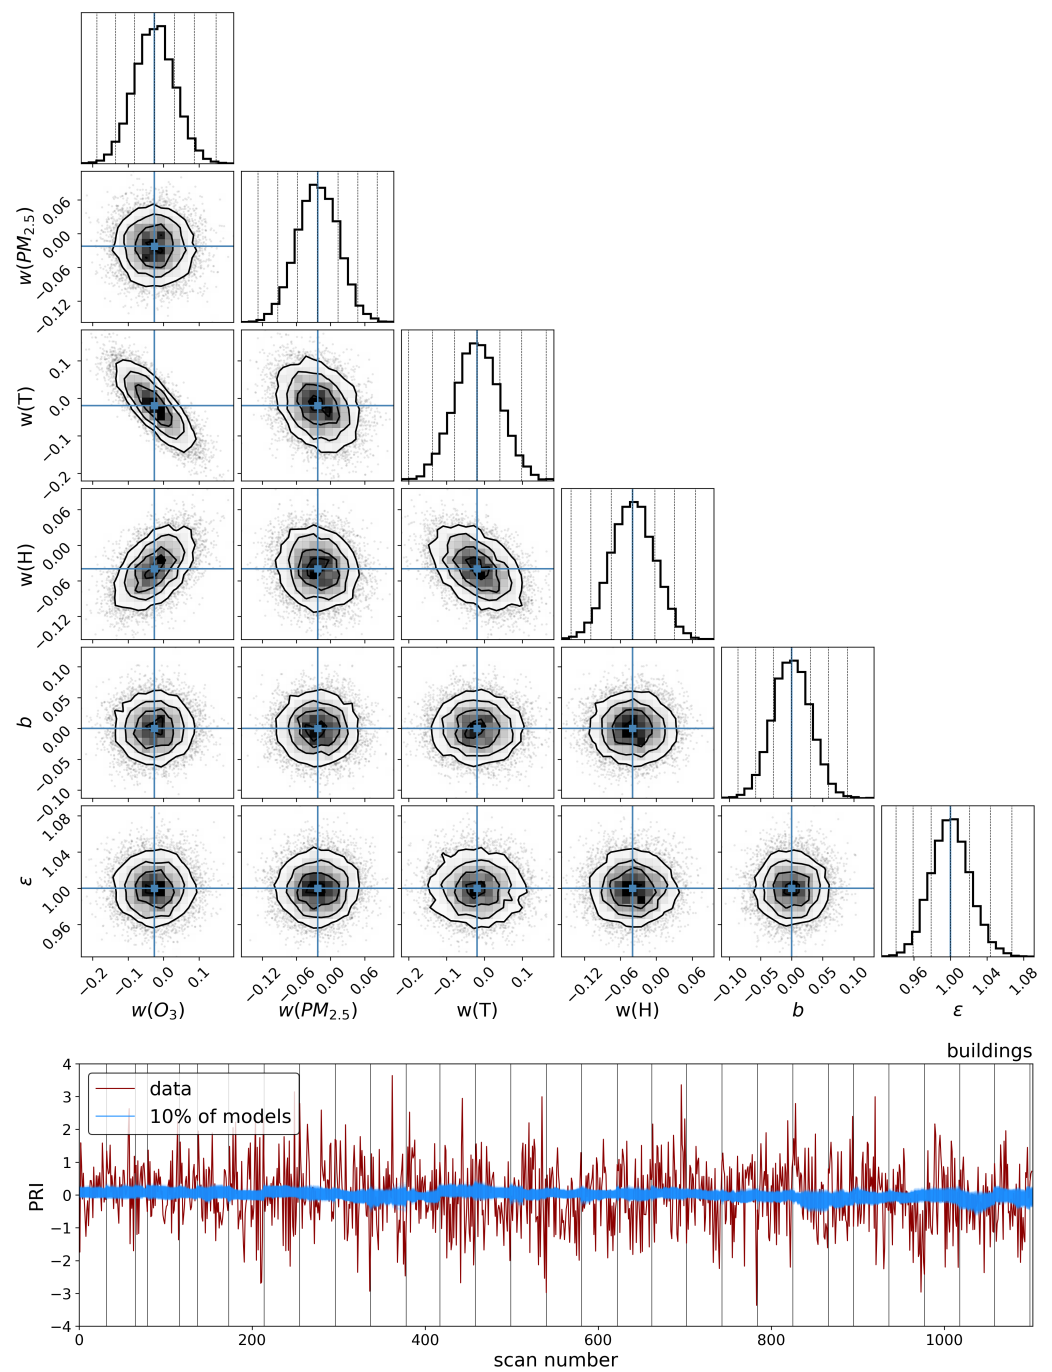 w(PM2.5)
0.06
0.00
−0.06
−0.12
w(T)
0.1
0.0
−0.1
−0.2
w(H)
0.06
0.00
−0.06
−0.12
b
0.10
0.05
0.00
−0.05
−0.10
ε
1.08
1.04
1.00
0.96
−0.2 −0.1 0.0 0.1
−0.12 −0.06 0.00 0.06
−0.2 −0.1 0.0 0.1
−0.12 −0.06 0.00 0.06
−0.10 −0.05 0.00 0.05 0.10
0.96 1.00 1.04 1.08
w(O3) w(PM2.5) w(T) w(H) b ε
buildings
data
10% of models
PRI
4
3
2
1
0
−1
−2
−3
−4
0 200 400 600 800 1000
scan number